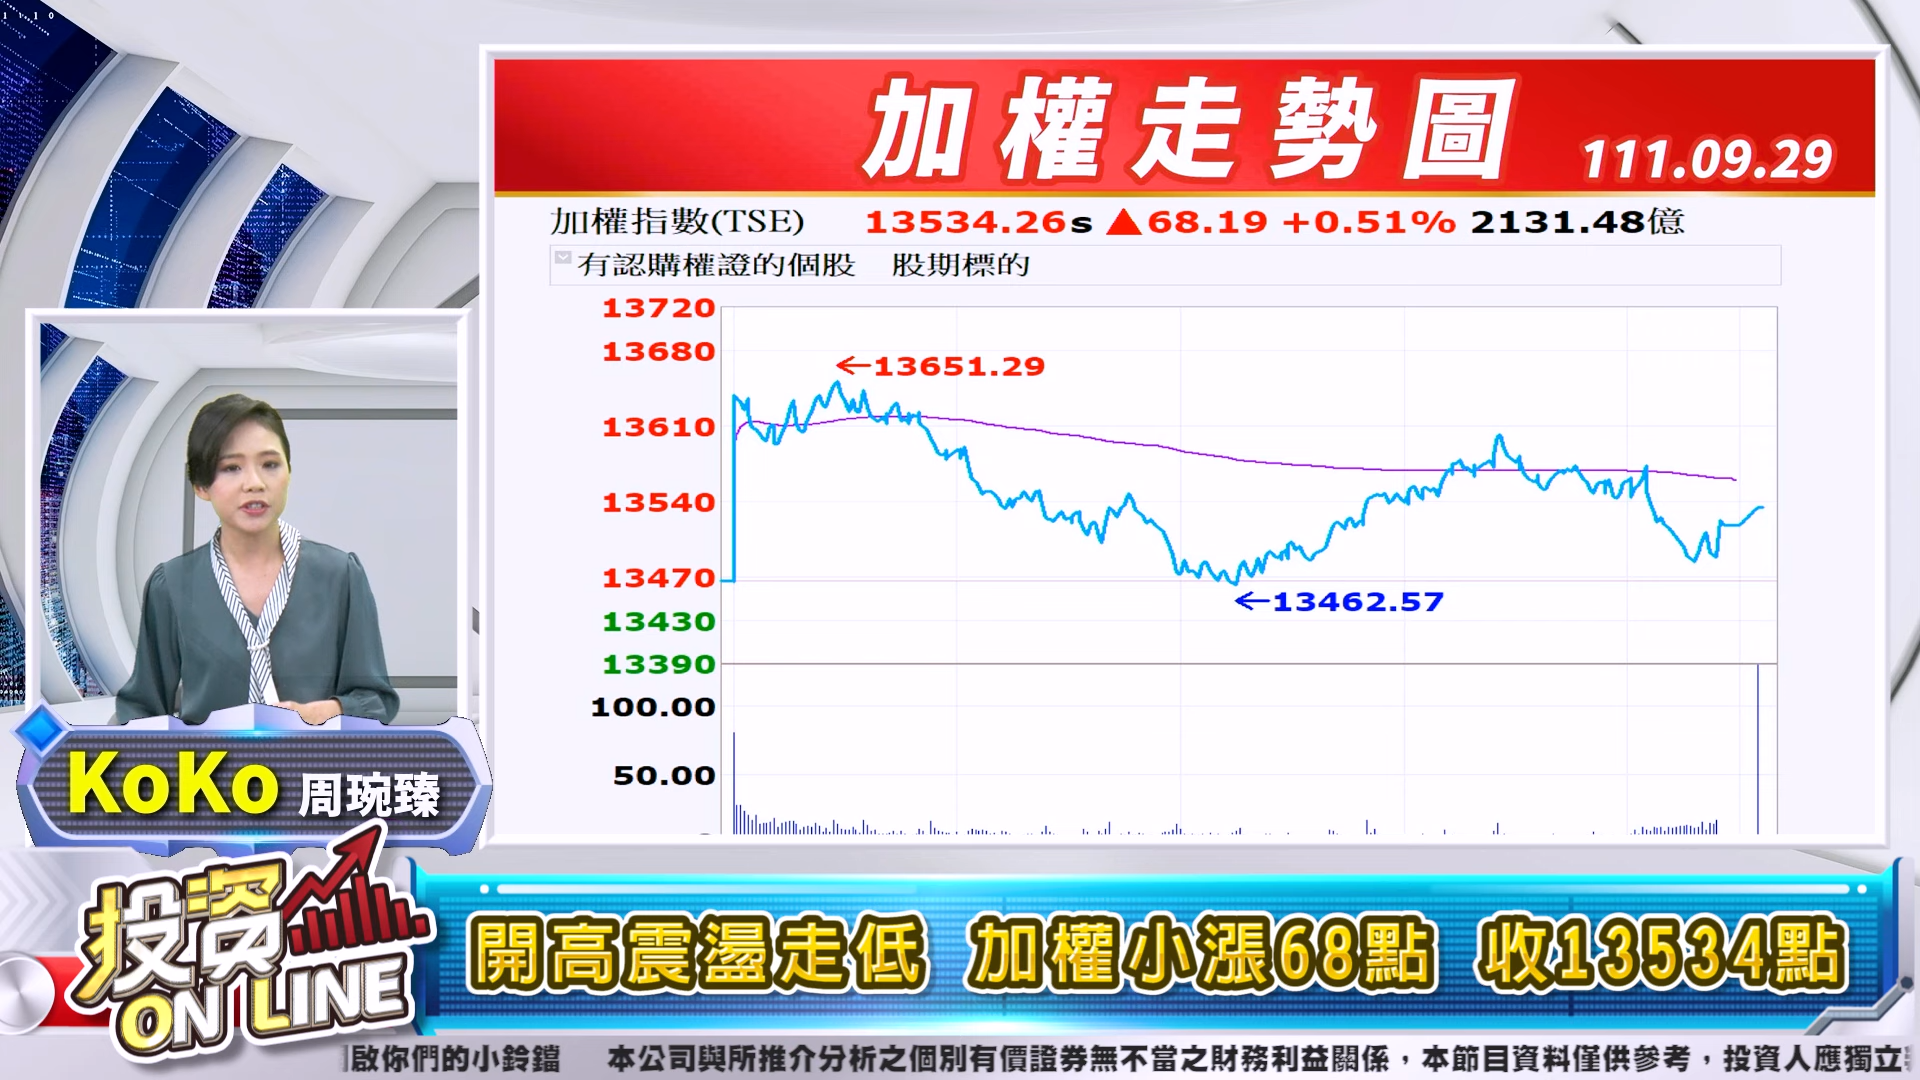 1 1 1 0
加權走勢圖 111.09.29
加權指數(TSE) 13534.26s ▲68.19 +0.51% 2131.48億
有認購權證的個股 股期標的
13720
13680
←13651.29
13610
13540
13470
←13462.57
13430
13390
100.00
50.00
KoKo 周琬臻
投資
ON LINE
開高震盪走低 加權小漲68點 收13534點
啟你們的小鈴鐺 本公司與所推介分析之個別有價證券無不當之財務利益關係，本節目資料僅供參考，投資人應獨立